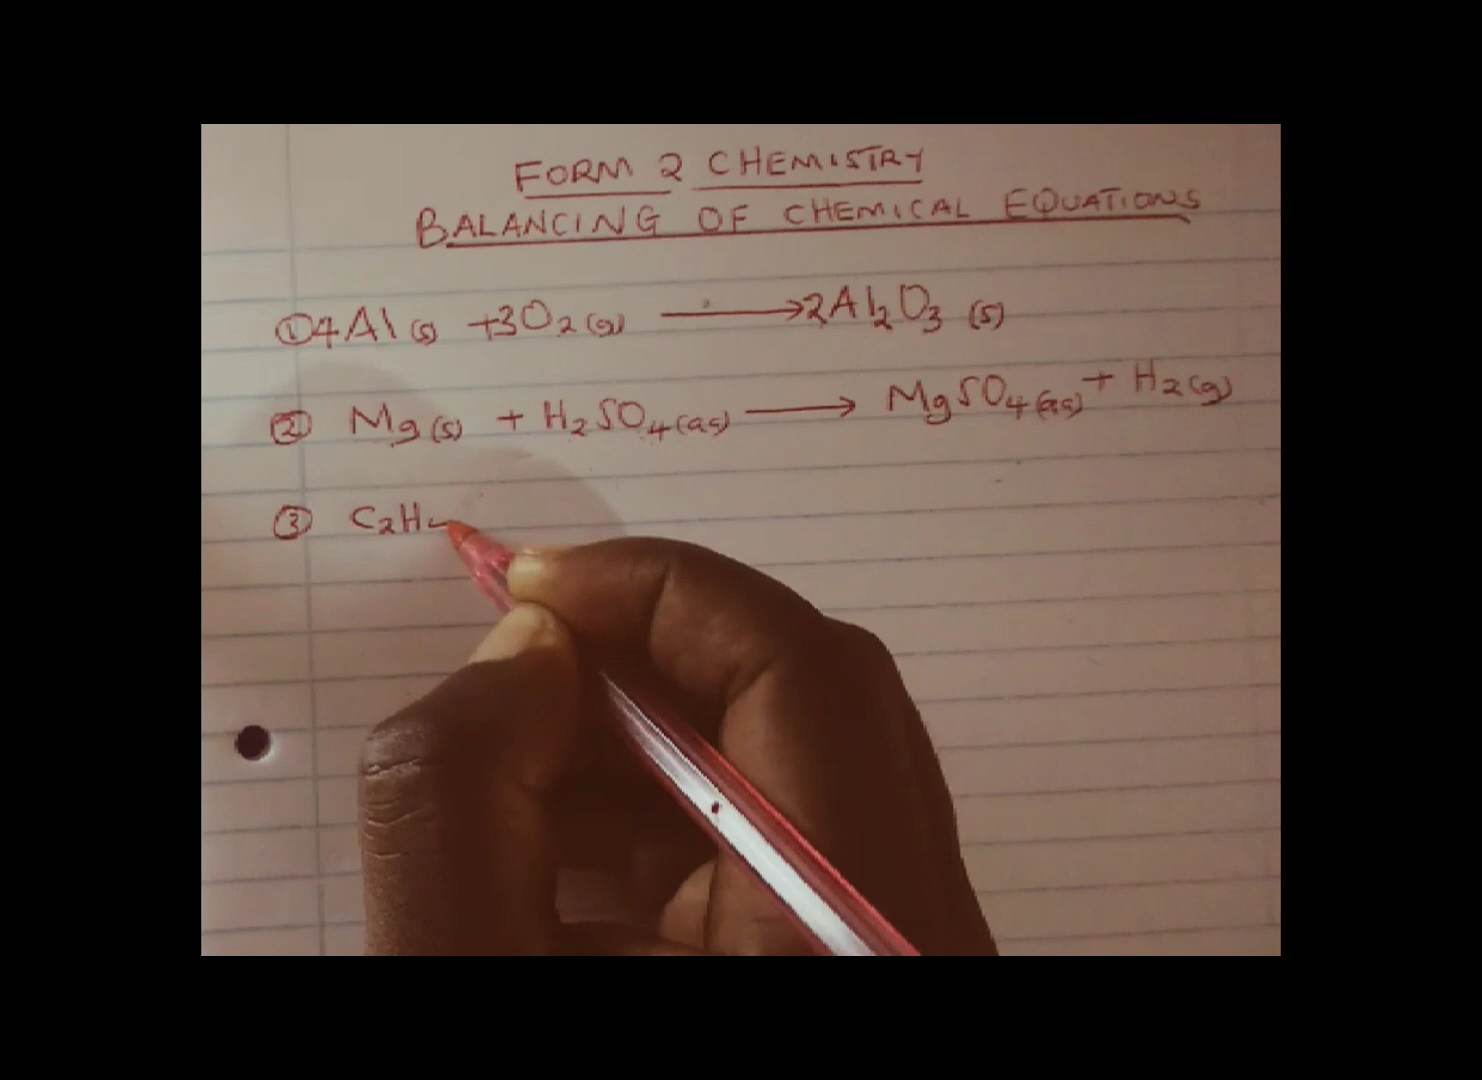 FORM 2 CHEMISTRY
BALANCING OF CHEMICAL EQUATIONS
① 4Al(s) + 3O₂(g) ⟶ 2Al₂O₃ (s)
② Mg(s) + H₂SO₄(aq) ⟶ MgSO₄(aq) + H₂(g)
③ C₂H